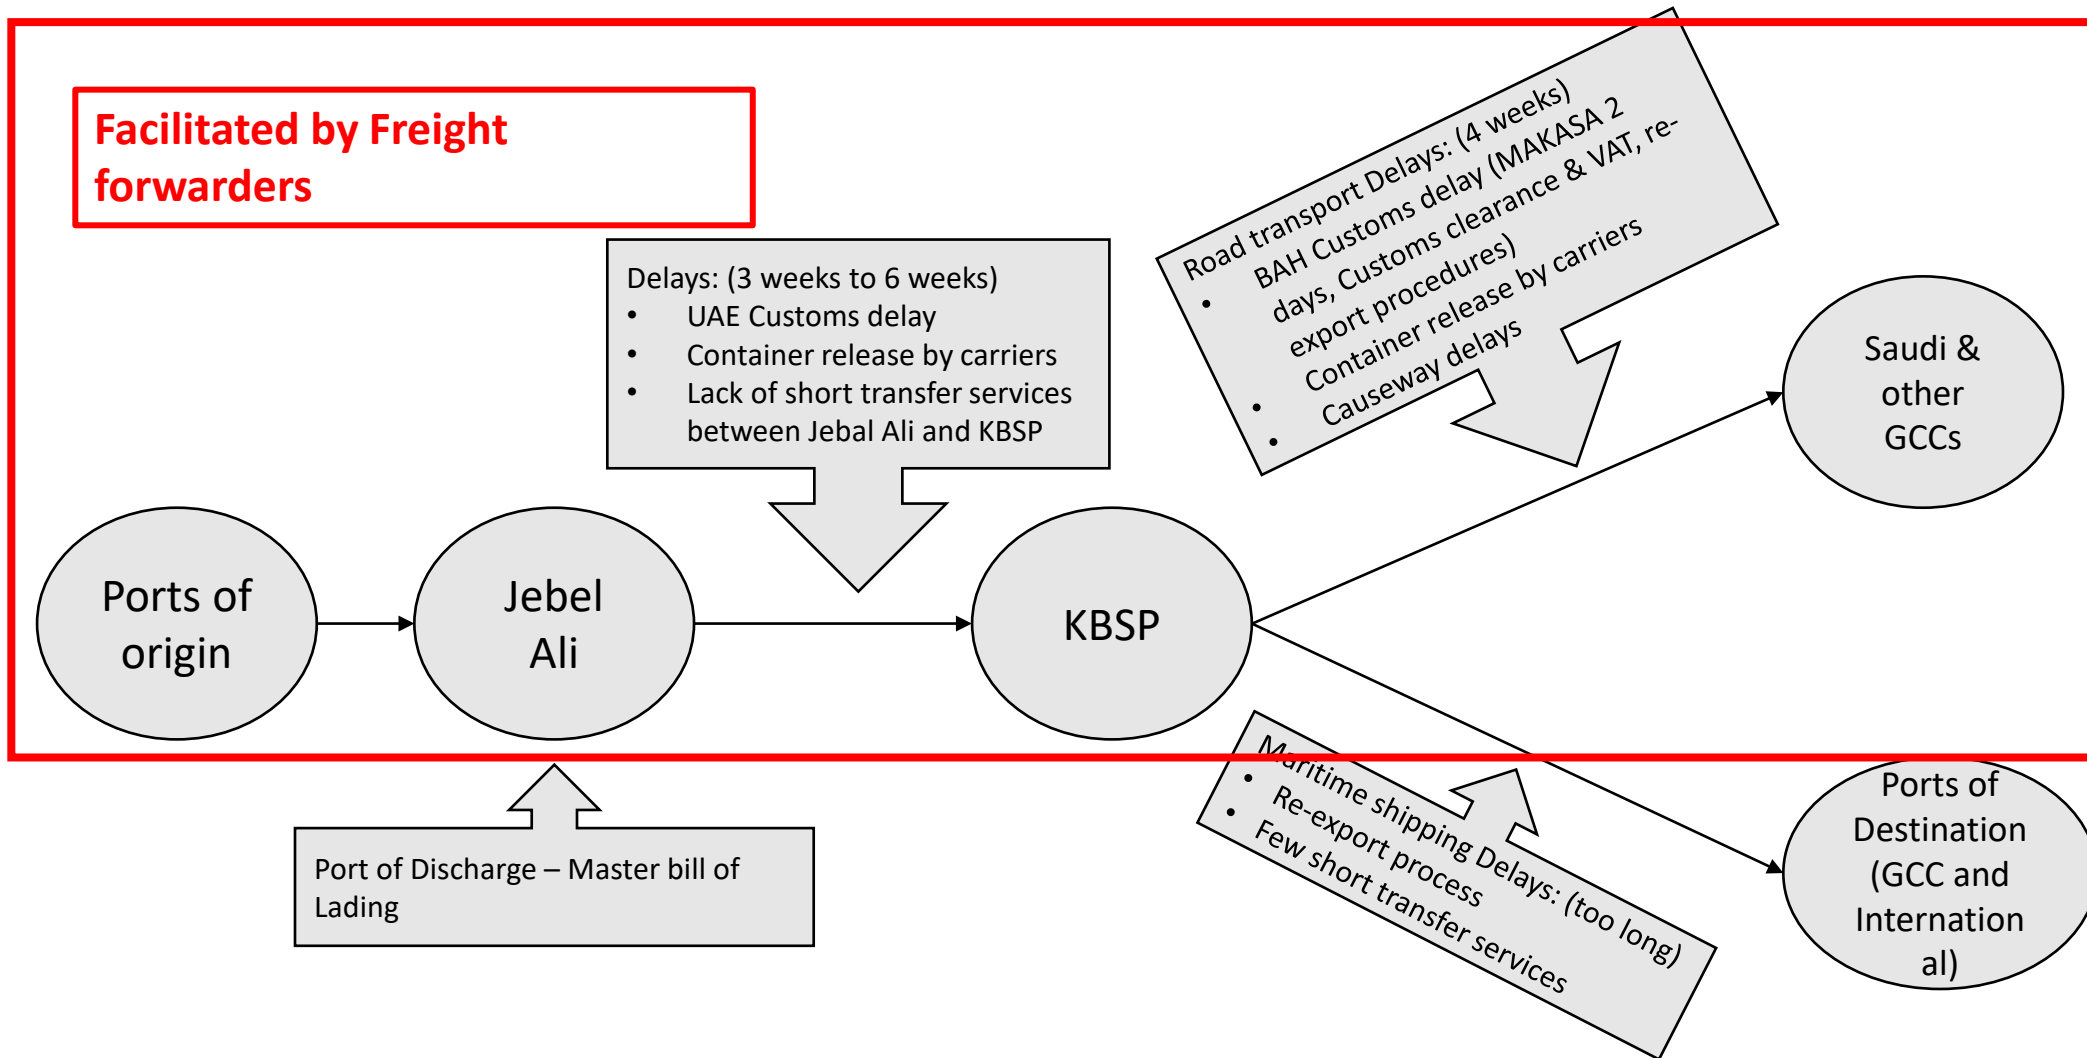 Facilitated by Freight
forwarders
Delays: (3 weeks to 6 weeks)
• UAE Customs delay
• Container release by carriers
• Lack of short transfer services
between Jebal Ali and KBSP
Road transport Delays: (4 weeks)
• BAH Customs delay (MAKASA 2
days, Customs clearance & VAT, re-
export procedures)
• Container release by carriers
• Causeway delays
Saudi &
other
GCCs
Ports of
origin
Jebel
Ali
KBSP
Port of Discharge – Master bill of
Lading
Maritime shipping Delays: (too long)
• Re-export process
• Few short transfer services
Ports of
Destination
(GCC and
Internation
al)